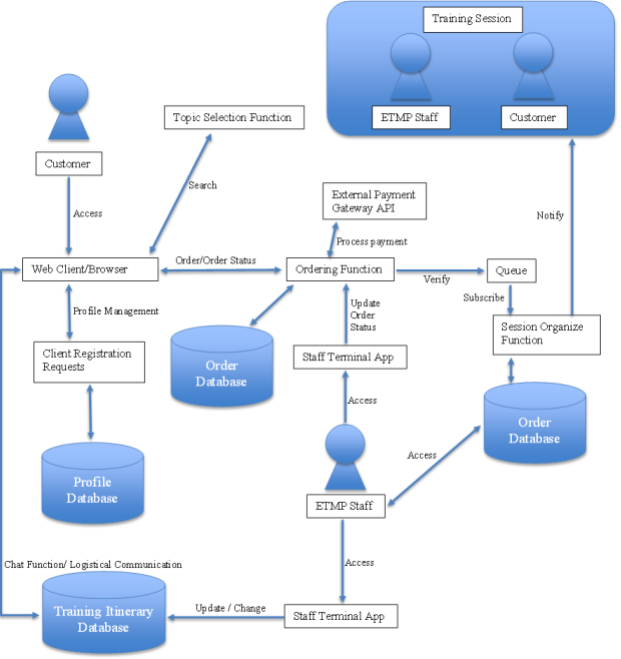 Training Session
ETMP Staff
Customer
Topic Selection Function
Customer
Search
External Payment
Gateway API
Access
Notify
Process payment
Web Client/Browser
Order/Order Status
Ordering Function
Verify
Queue
Subscribe
Profile Management
Update
Order
Status
Session Organize
Function
Client Registration
Requests
Order
Database
Staff Terminal App
Access
Order
Database
Access
Profile
Database
ETMP Staff
Chat Function/ Logistical Communication
Access
Training Itinerary
Database
Update / Change
Staff Terminal App